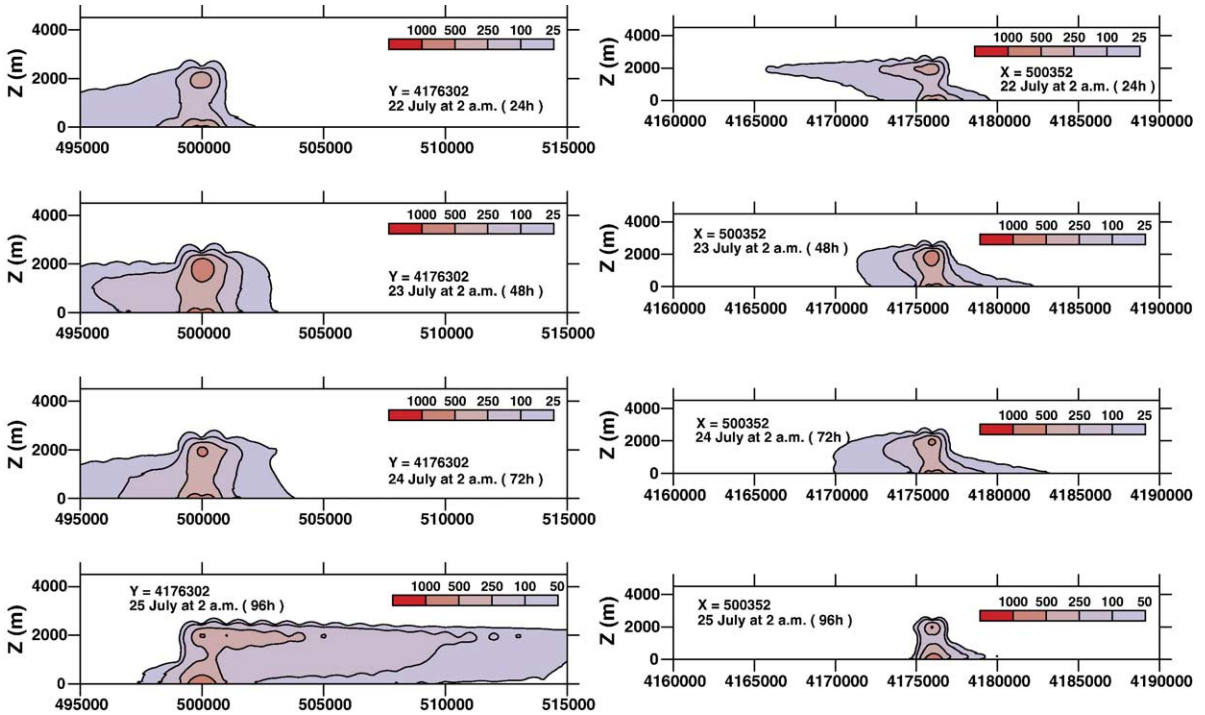 4000
2000
0
Z (m)
1000 500 250 100 25
Y = 4176302
22 July at 2 a.m. ( 24h )
495000 500000 505000 510000 515000
4000
2000
0
Z (m)
1000 500 250 100 25
X = 500352
22 July at 2 a.m. ( 24h )
4160000 4165000 4170000 4175000 4180000 4185000 4190000
4000
2000
0
Z (m)
1000 500 250 100 25
Y = 4176302
23 July at 2 a.m. ( 48h )
495000 500000 505000 510000 515000
4000
2000
0
Z (m)
1000 500 250 100 25
X = 500352
23 July at 2 a.m. ( 48h )
4160000 4165000 4170000 4175000 4180000 4185000 4190000
4000
2000
0
Z (m)
1000 500 250 100 25
Y = 4176302
24 July at 2 a.m. ( 72h )
495000 500000 505000 510000 515000
4000
2000
0
Z (m)
1000 500 250 100 25
X = 500352
24 July at 2 a.m. ( 72h )
4160000 4165000 4170000 4175000 4180000 4185000 4190000
4000
2000
0
Z (m)
1000 500 250 100 50
Y = 4176302
25 July at 2 a.m. ( 96h )
495000 500000 505000 510000 515000
4000
2000
0
Z (m)
1000 500 250 100 50
X = 500352
25 July at 2 a.m. ( 96h )
4160000 4165000 4170000 4175000 4180000 4185000 4190000